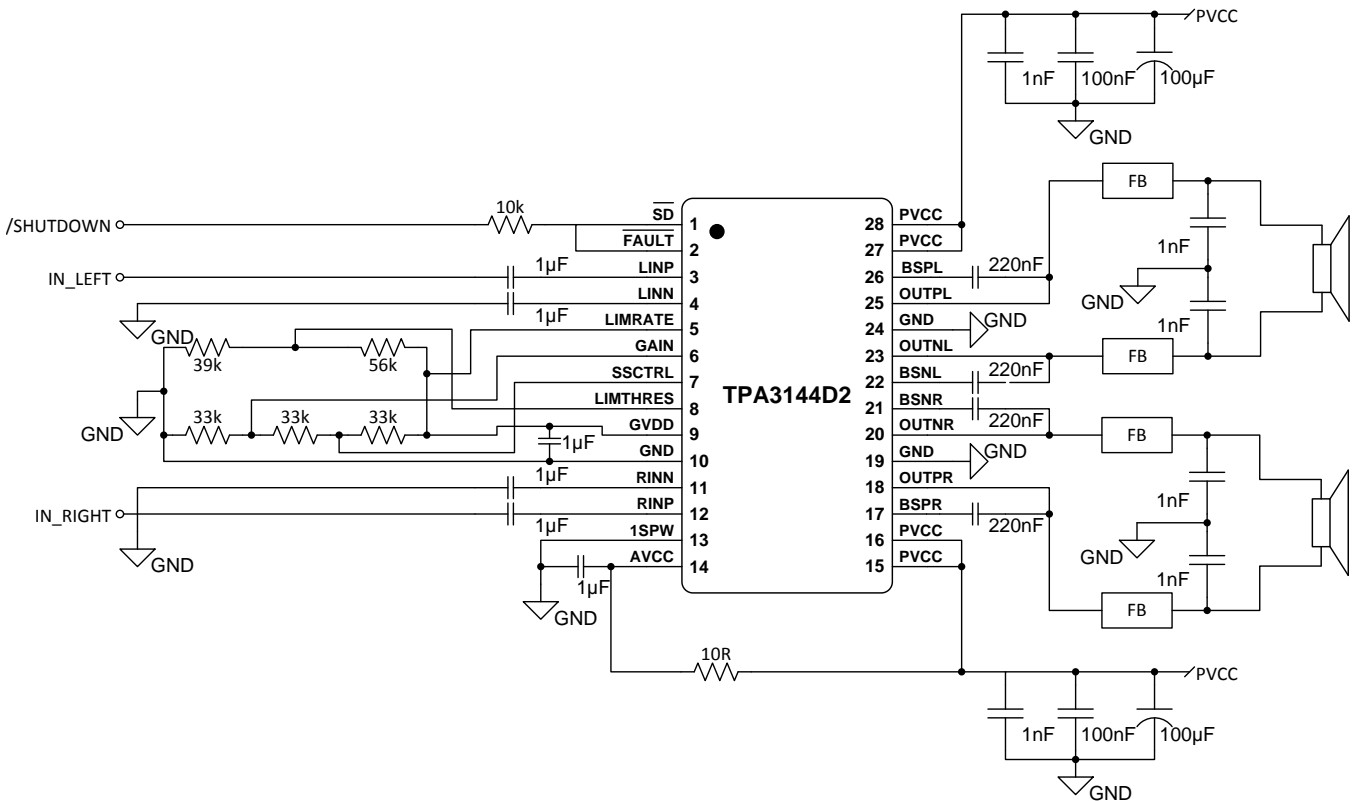 PVCC
1nF
100nF
100µF
GND
/SHUTDOWN
10k
IN_LEFT
1µF
1µF
GND
39k
56k
33k
33k
33k
GND
1µF
1µF
IN_RIGHT
1µF
GND
1µF
GND
SD
1
FAULT
2
LINP
3
LINN
4
LIMRATE
5
GAIN
6
SSCTRL
7
LIMTHRES
8
GVDD
9
GND
10
RINN
11
RINP
12
1SPW
13
AVCC
14
TPA3144D2
28
PVCC
27
PVCC
26
BSPL
25
OUTPL
24
GND
23
OUTNL
22
BSNL
21
BSNR
20
OUTNR
19
GND
18
OUTPR
17
BSPR
16
PVCC
15
PVCC
220nF
GND
220nF
220nF
GND
220nF
FB
1nF
GND
1nF
FB
FB
1nF
GND
1nF
FB
10R
PVCC
1nF
100nF
100µF
GND